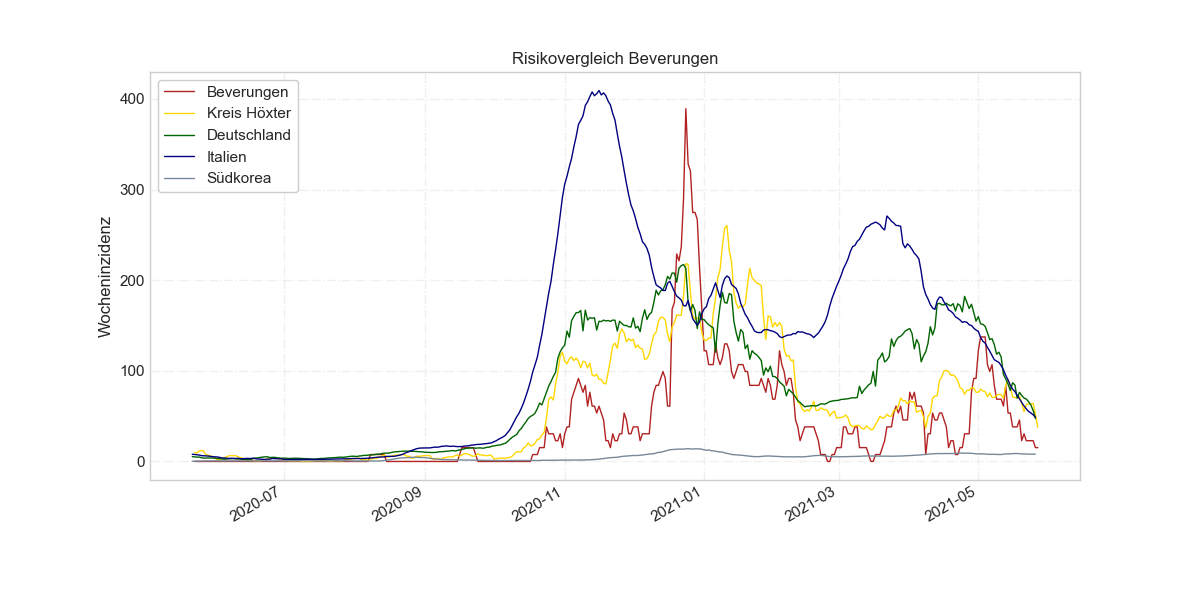 Risikovergleich Beverungen
Beverungen
Kreis Höxter
Deutschland
Italien
Südkorea
Wocheninzidenz
400
300
200
100
0
2020-07
2020-09
2020-11
2021-01
2021-03
2021-05